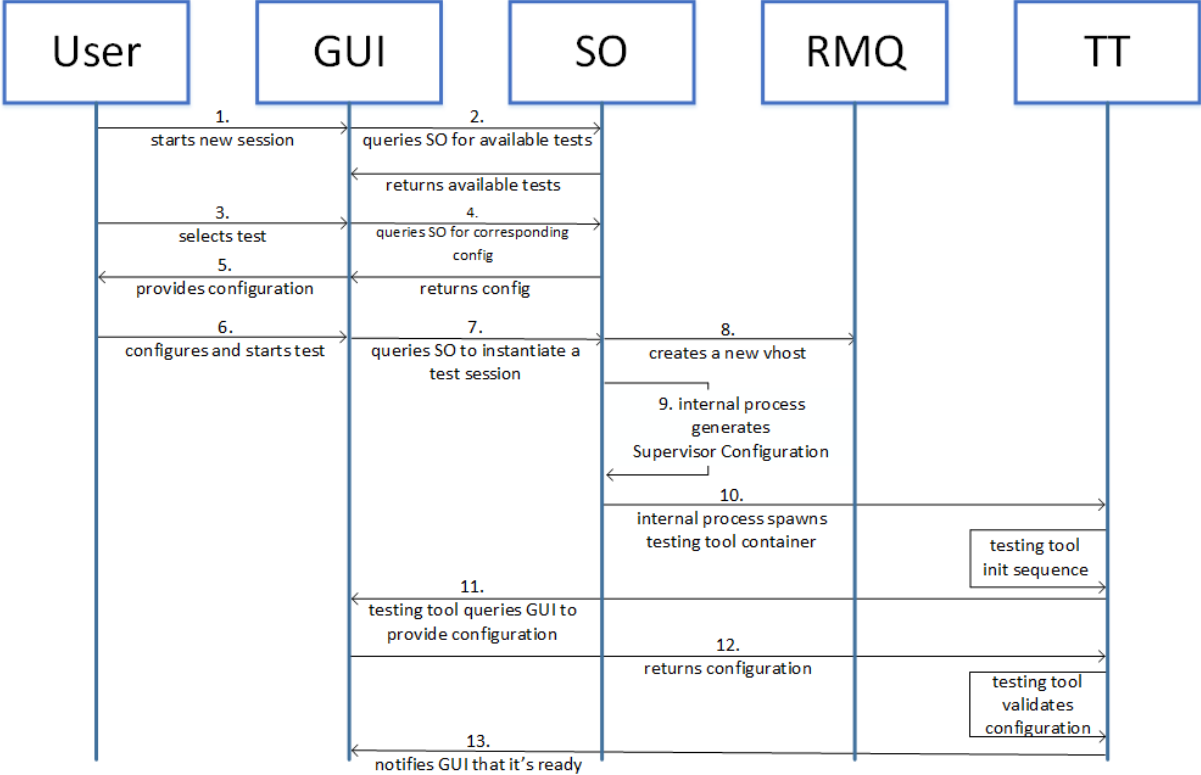 User
GUI
SO
RMQ
TT
1.
starts new session
2.
queries SO for available tests
returns available tests
3.
selects test
4.
queries SO for corresponding
config
5.
provides configuration
returns config
6.
configures and starts test
7.
queries SO to instantiate a
test session
8.
creates a new vhost
9. internal process
generates
Supervisor Configuration
10.
internal process spawns
testing tool container
testing tool
init sequence
11.
testing tool queries GUI to
provide configuration
12.
returns configuration
testing tool
validates
configuration
13.
notifies GUI that it’s ready